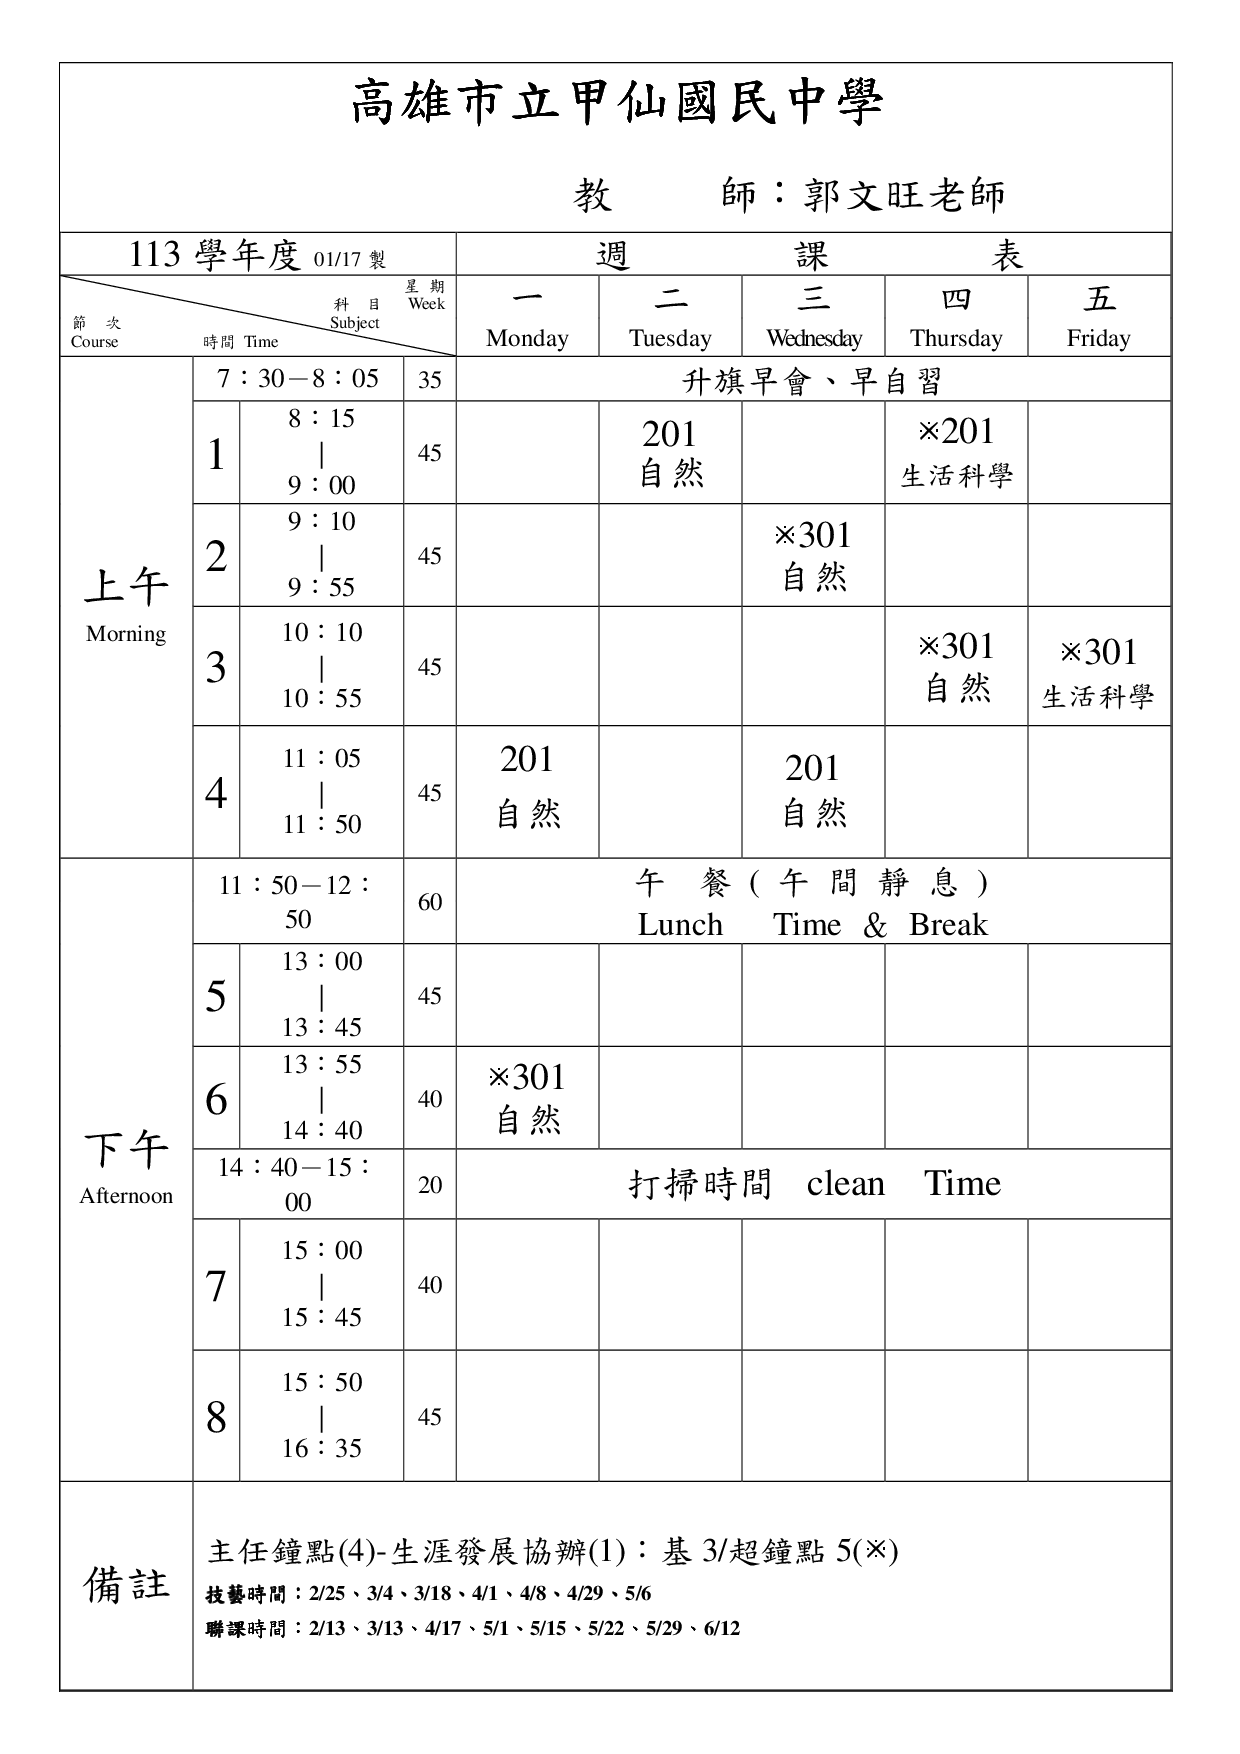 高雄市立甲仙國民中學
教 師：郭文旺老師
113 學年度 01/17 製
週 課 表
星 期
Week
科 目
Subject
節 次
Course
時間 Time
一 二 三 四 五
Monday Tuesday Wednesday Thursday Friday
上午
Morning
7：30－8：05 35 升旗早會、早自習
1
8：15
|
9：00
45
201
自然
※201
生活科學
2
9：10
|
9：55
45
※301
自然
3
10：10
|
10：55
45
※301
自然
※301
生活科學
4
11：05
|
11：50
45
201
自然
201
自然
下午
Afternoon
11：50－12：
50
60
午 餐 ( 午 間 靜 息 )
Lunch Time & Break
5
13：00
|
13：45
45
6
13：55
|
14：40
40
※301
自然
14：40－15：
00
20
打掃時間 clean Time
7
15：00
|
15：45
40
8
15：50
|
16：35
45
備註
主任鐘點(4)-生涯發展協辦(1)：基 3/超鐘點 5(※)
技藝時間：2/25、3/4、3/18、4/1、4/8、4/29、5/6
聯課時間：2/13、3/13、4/17、5/1、5/15、5/22、5/29、6/12